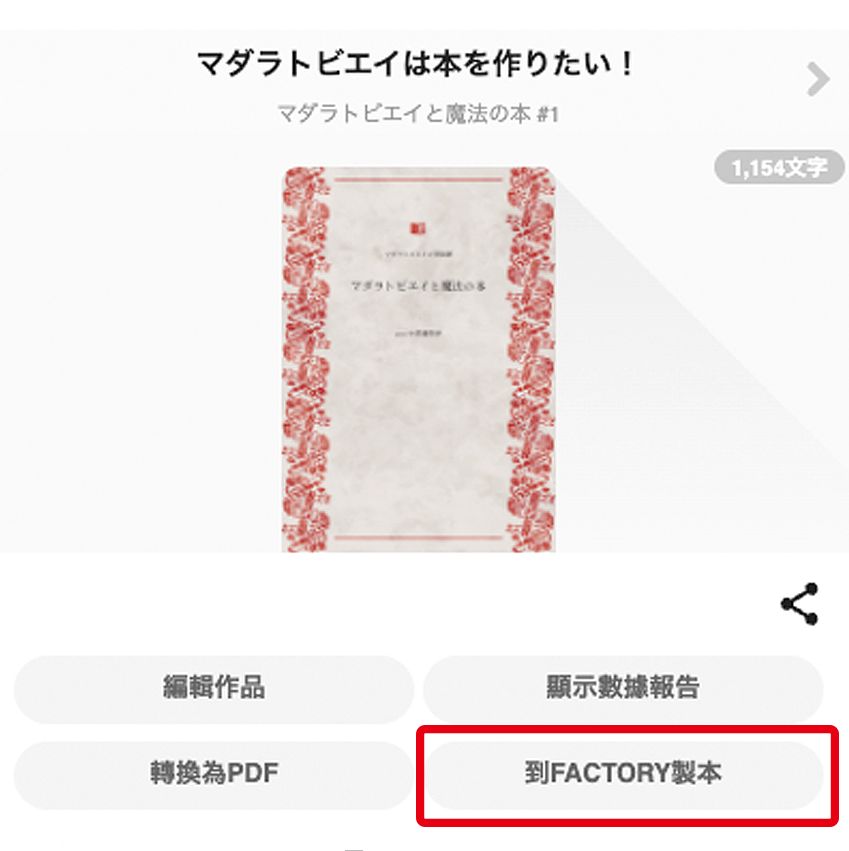 マダラトビエイは本を作りたい！
マダラトビエイと魔法の本 #1
1,154文字
マダラトビエイと魔法の本
編輯作品
顯示數據報告
轉換為PDF
到FACTORY製本